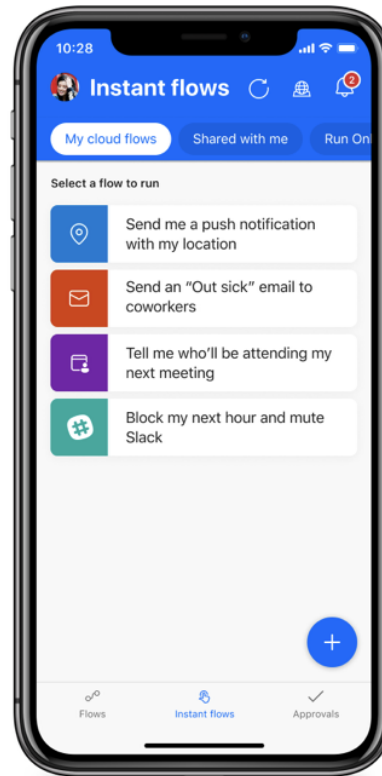 10:28
Instant flows
2
My cloud flows
Shared with me
Run Onl
Select a flow to run
Send me a push notification
with my location
Send an “Out sick” email to
coworkers
Tell me who’ll be attending my
next meeting
Block my next hour and mute
Slack
Flows
Instant flows
Approvals